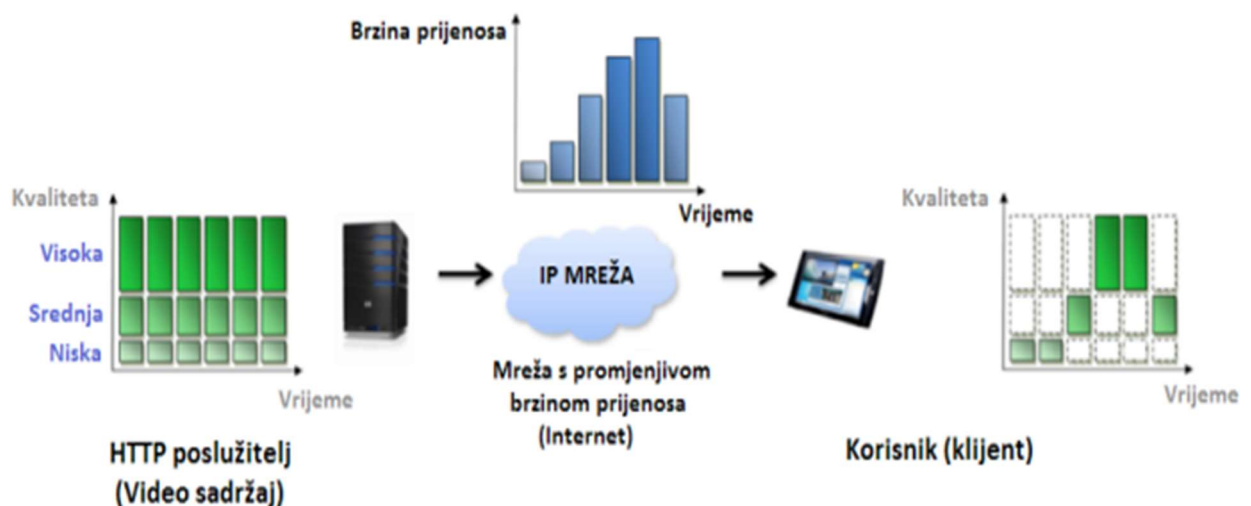 Brzina prijenosa
Vrijeme
Kvaliteta
Visoka
Srednja
Niska
Vrijeme
HTTP poslužitelj
(Video sadržaj)
IP MREŽA
Mreža s promjenjivom
brzinom prijenosa
(Internet)
Kvaliteta
Vrijeme
Korisnik (klijent)